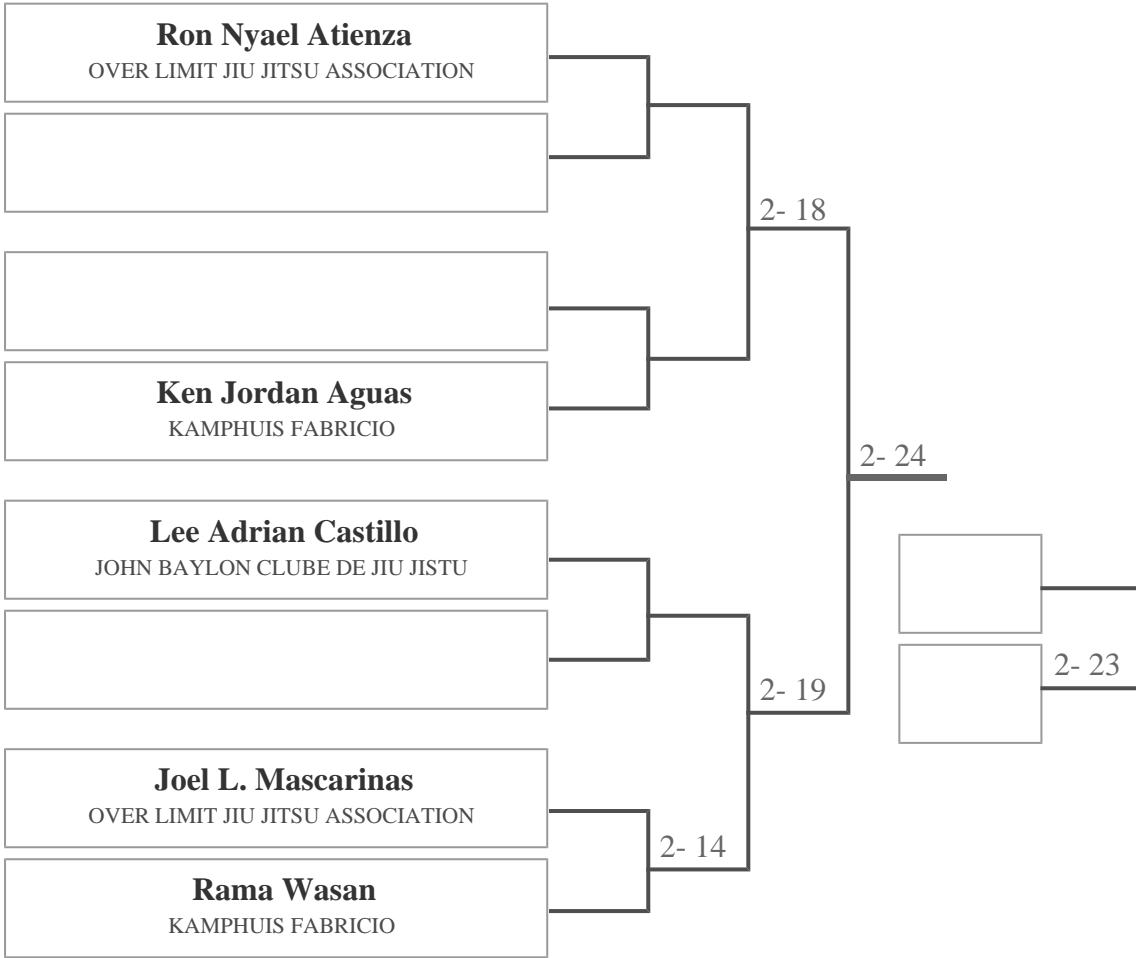 Ron Nyael Atienza
OVER LIMIT JIU JITSU ASSOCIATION
2- 18
Ken Jordan Aguas
KAMPHUIS FABRICIO
2- 24
Lee Adrian Castillo
JOHN BAYLON CLUBE DE JIU JISTU
2- 23
2- 19
Joel L. Mascarinas
OVER LIMIT JIU JITSU ASSOCIATION
2- 14
Rama Wasan
KAMPHUIS FABRICIO